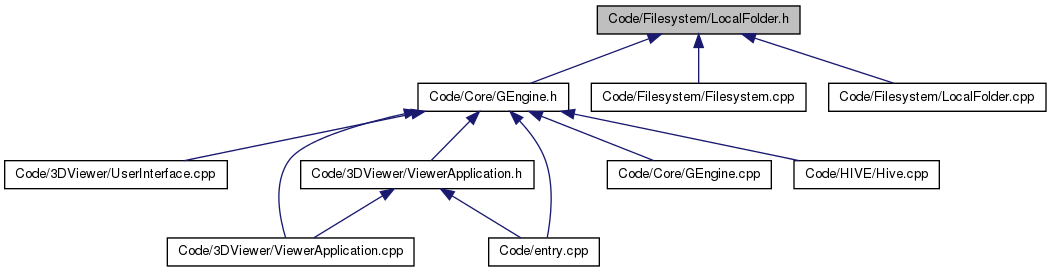 Code/Filesystem/LocalFolder.h
Code/Core/GEngine.h
Code/Filesystem/Filesystem.cpp
Code/Filesystem/LocalFolder.cpp
Code/3DViewer/UserInterface.cpp
Code/3DViewer/ViewerApplication.h
Code/Core/GEngine.cpp
Code/HIVE/Hive.cpp
Code/3DViewer/ViewerApplication.cpp
Code/entry.cpp